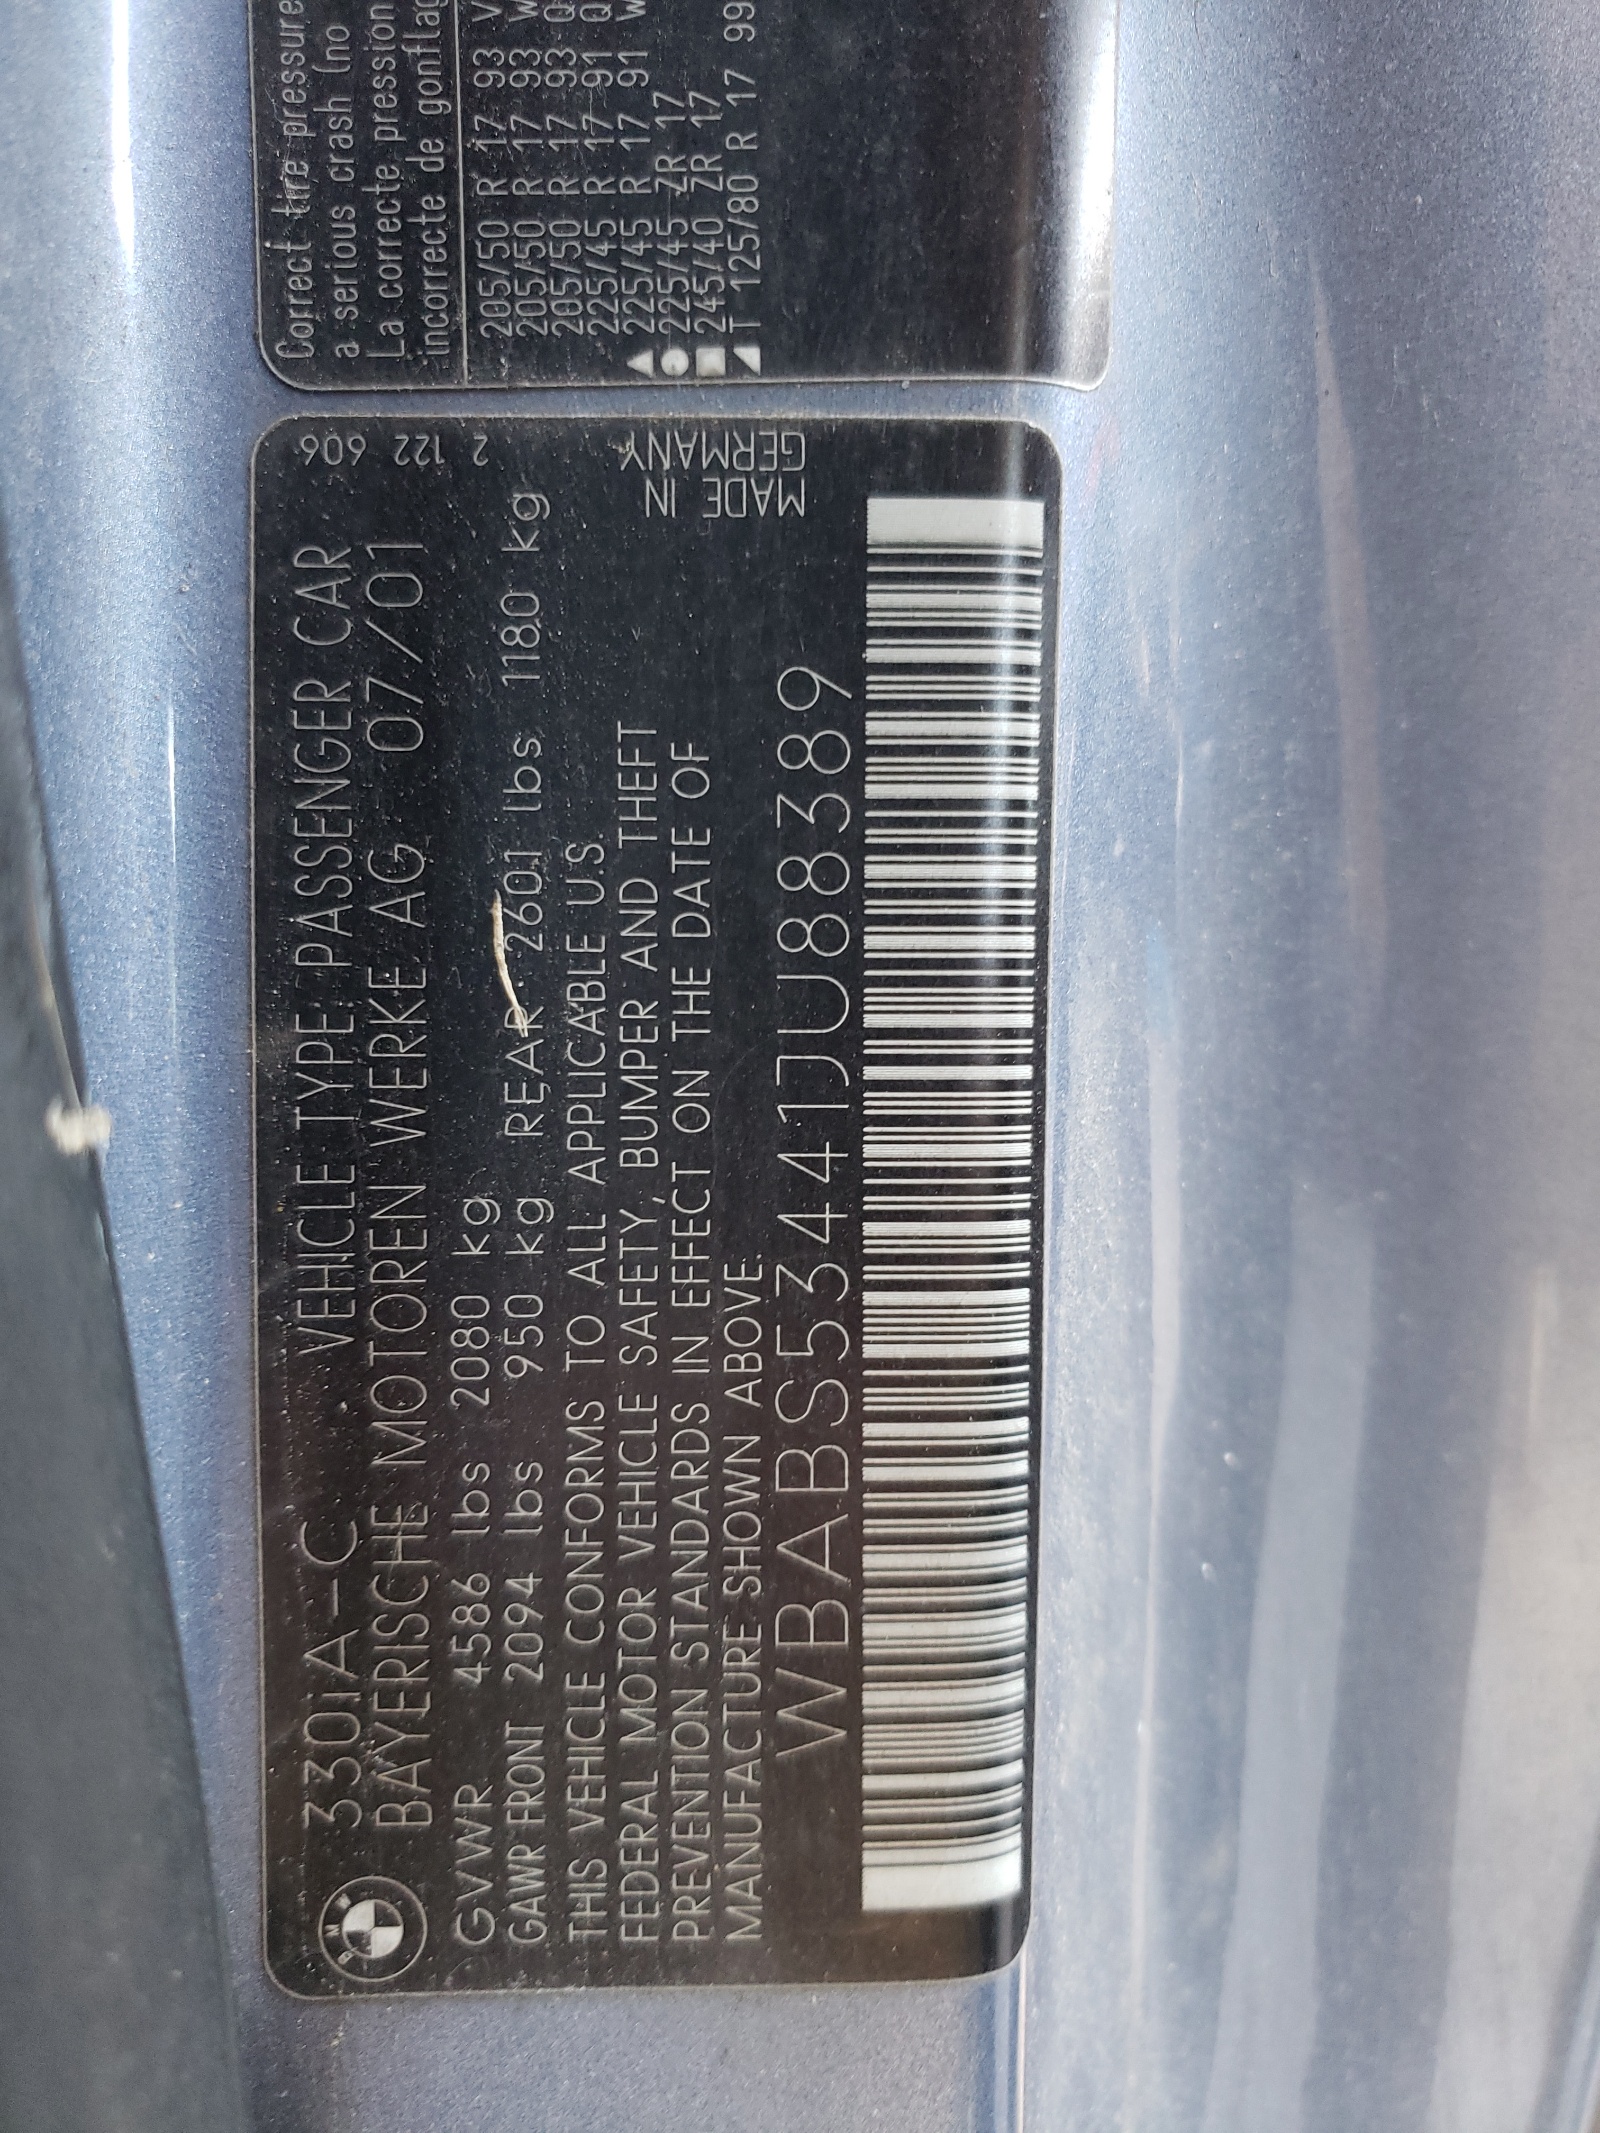 330iA-C VEHICLE TYPE: PASSENGER CAR
BAYERISCHE MOTOREN WERKE AG 07/01
GVWR 4586 lbs 2080 kg
GAWR FRONT 2094 lbs 950 kg REAR: 2601 lbs 1180 kg
THIS VEHICLE CONFORMS TO ALL APPLICABLE U.S.
FEDERAL MOTOR VEHICLE SAFETY, BUMPER AND THEFT
PREVENTION STANDARDS IN EFFECT ON THE DATE OF
MANUFACTURE SHOWN ABOVE.
WBABS53441JU88389
2 122 606
MADE IN
GERMANY
BMW
Correct tire pressure
a serious crash (no
La correcte pression
incorrecte de gonflag
205/50 R 17 93 V
205/50 R 17 93 W
205/50 R 17 93 Q
225/45 R 17 91 Q
225/45 R 17 91 W
225/45 ZR 17
245/40 ZR 17
T 125/80 R 17 99